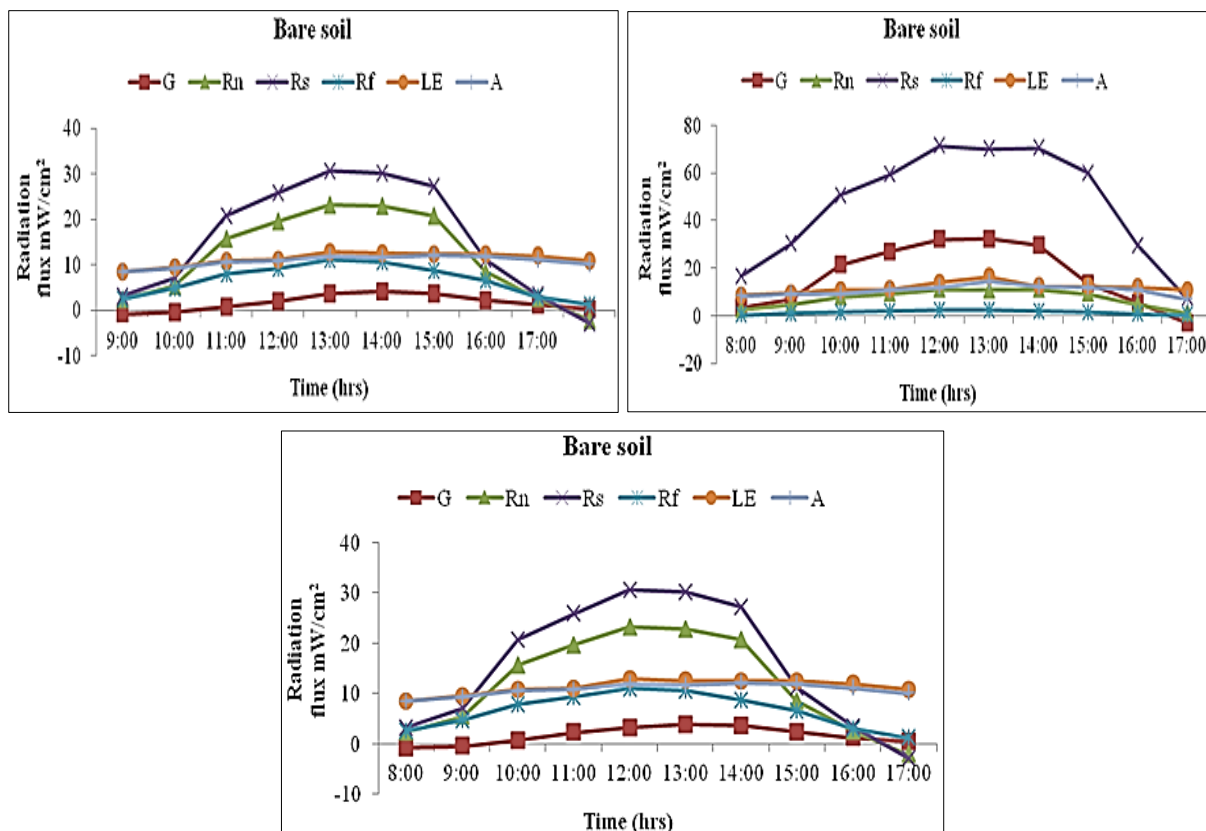 Bare soil
G Rn Rs Rf LE A
40
30
20
10
0
-10
Radiation
flux mW/cm²
9:00 10:00 11:00 12:00 13:00 14:00 15:00 16:00 17:00
Time (hrs)
Bare soil
G Rn Rs Rf LE A
80
60
40
20
0
-20
Radiation
flux mW/cm²
8:00 9:00 10:00 11:00 12:00 13:00 14:00 15:00 16:00 17:00
Time (hrs)
Bare soil
G Rn Rs Rf LE A
40
30
20
10
0
-10
Radiation
flux mW/cm²
8:00 9:00 10:00 11:00 12:00 13:00 14:00 15:00 16:00 17:00
Time (hrs)